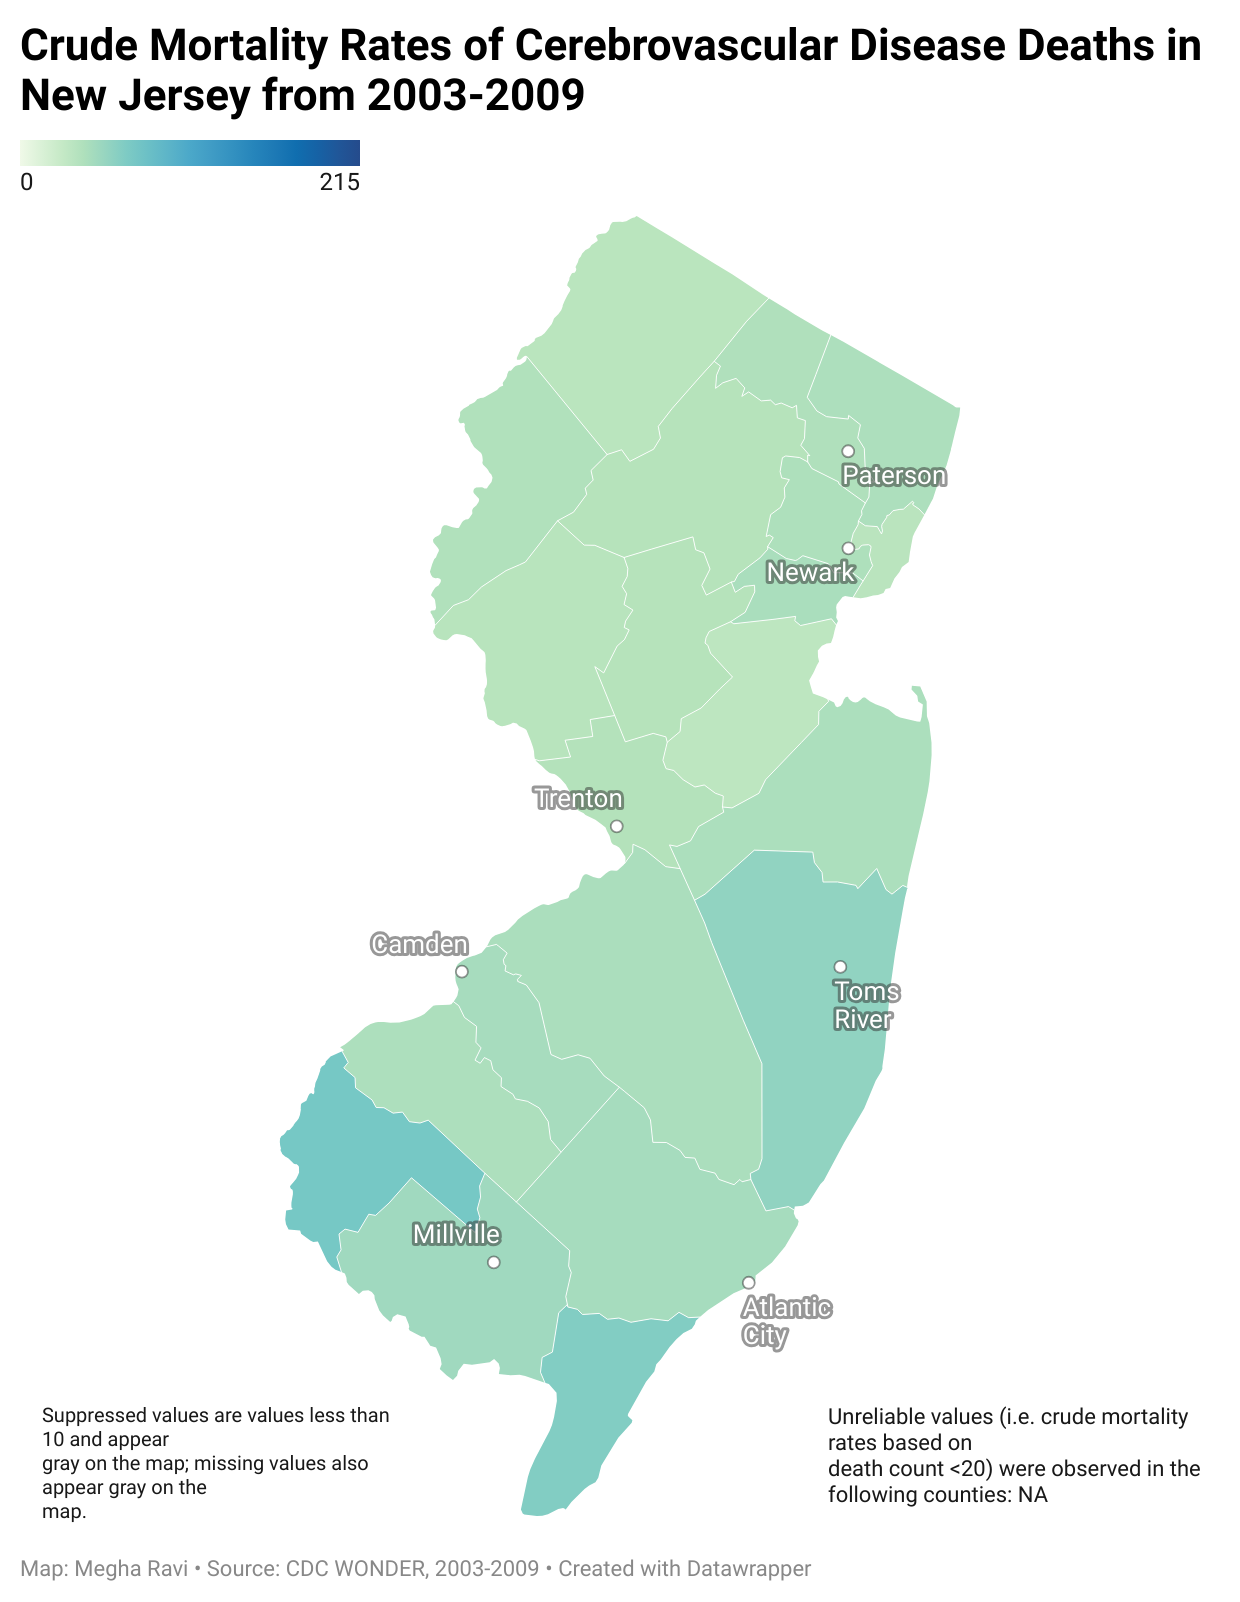 Crude Mortality Rates of Cerebrovascular Disease Deaths in
New Jersey from 2003-2009
0 215
Paterson
Newark
Trenton
Camden
Toms
River
Millville
Atlantic
City
Suppressed values are values less than
10 and appear
gray on the map; missing values also
appear gray on the
map.
Unreliable values (i.e. crude mortality
rates based on
death count <20) were observed in the
following counties: NA
Map: Megha Ravi • Source: CDC WONDER, 2003-2009 • Created with Datawrapper